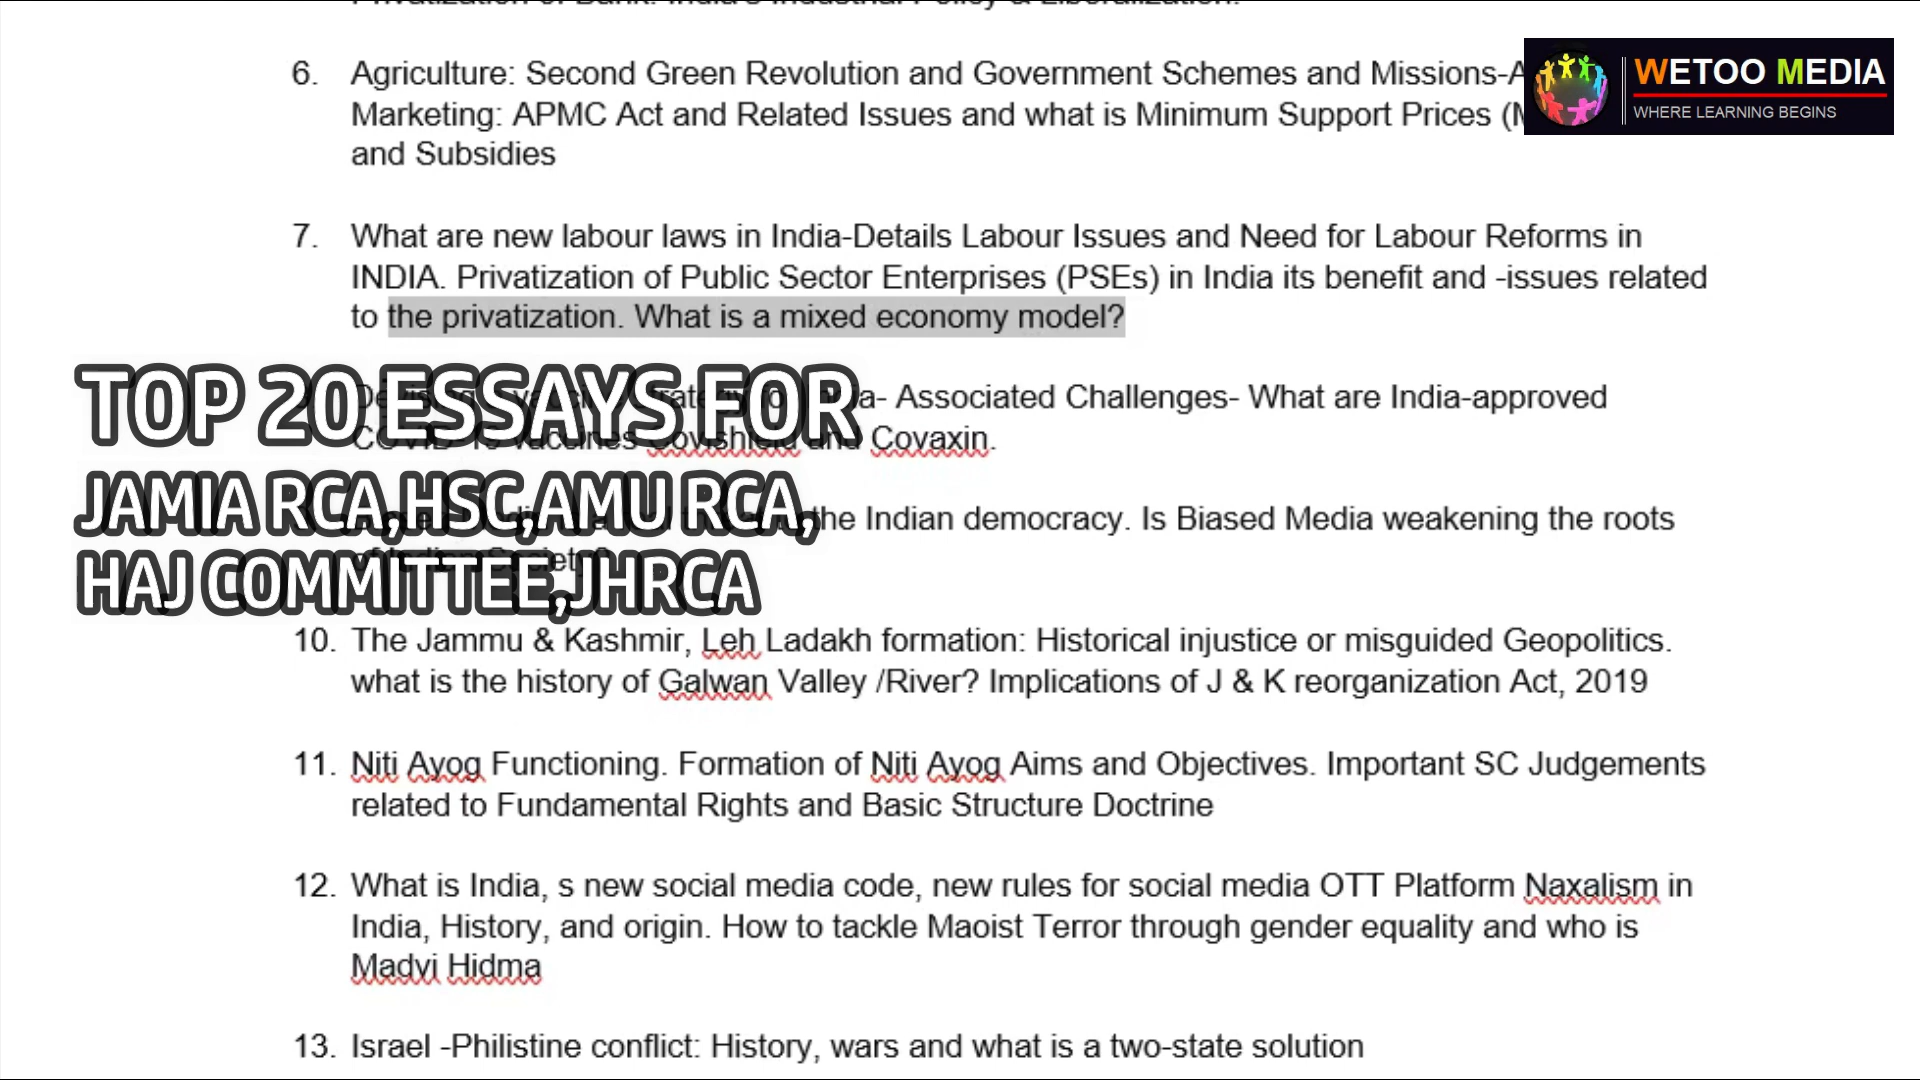 6. Agriculture: Second Green Revolution and Government Schemes and Missions-A
Marketing: APMC Act and Related Issues and what is Minimum Support Prices (
and Subsidies
WETOO MEDIA
WHERE LEARNING BEGINS
7. What are new labour laws in India-Details Labour Issues and Need for Labour Reforms in
INDIA. Privatization of Public Sector Enterprises (PSEs) in India its benefit and -issues related
to the privatization. What is a mixed economy model?
TOP 20 ESSAYS FOR
JAMIA RCA,HSC,AMU RCA,
HAJ COMMITTEE,JHRCA
- Associated Challenges- What are India-approved
Covishield and Covaxin.
the Indian democracy. Is Biased Media weakening the roots
10. The Jammu & Kashmir, Leh Ladakh formation: Historical injustice or misguided Geopolitics.
what is the history of Galwan Valley /River? Implications of J & K reorganization Act, 2019
11. Niti Ayog Functioning. Formation of Niti Ayog Aims and Objectives. Important SC Judgements
related to Fundamental Rights and Basic Structure Doctrine
12. What is India, s new social media code, new rules for social media OTT Platform Naxalism in
India, History, and origin. How to tackle Maoist Terror through gender equality and who is
Madvi Hidma
13. Israel -Philistine conflict: History, wars and what is a two-state solution